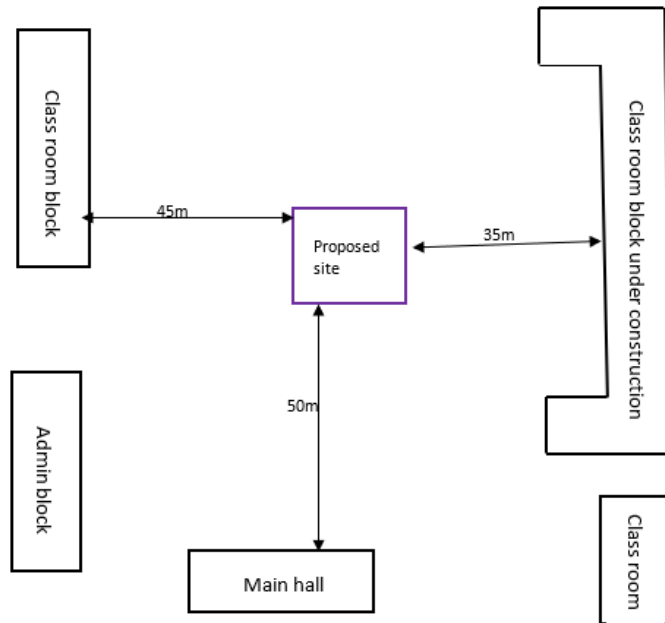 Class room block
Class room block under construction
45m
Proposed
site
35m
50m
Admin block
Main hall
Class room